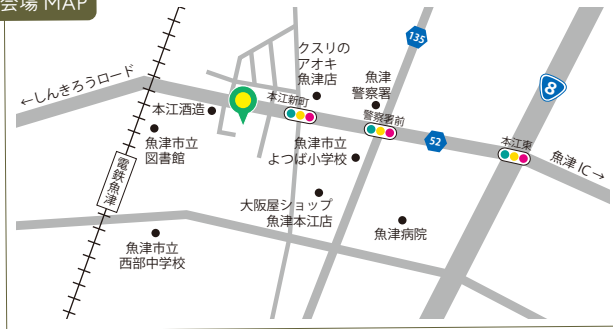 会場 MAP
←しんきろうロード
クスリの
アオキ
魚津店
135
8
本江酒造
本江新町
魚津
警察署
警察署前
52
本江東
魚津 IC→
魚津市立
図書館
魚津市立
よつば小学校
電鉄魚津
大阪屋ショップ
魚津本江店
魚津病院
魚津市立
西部中学校